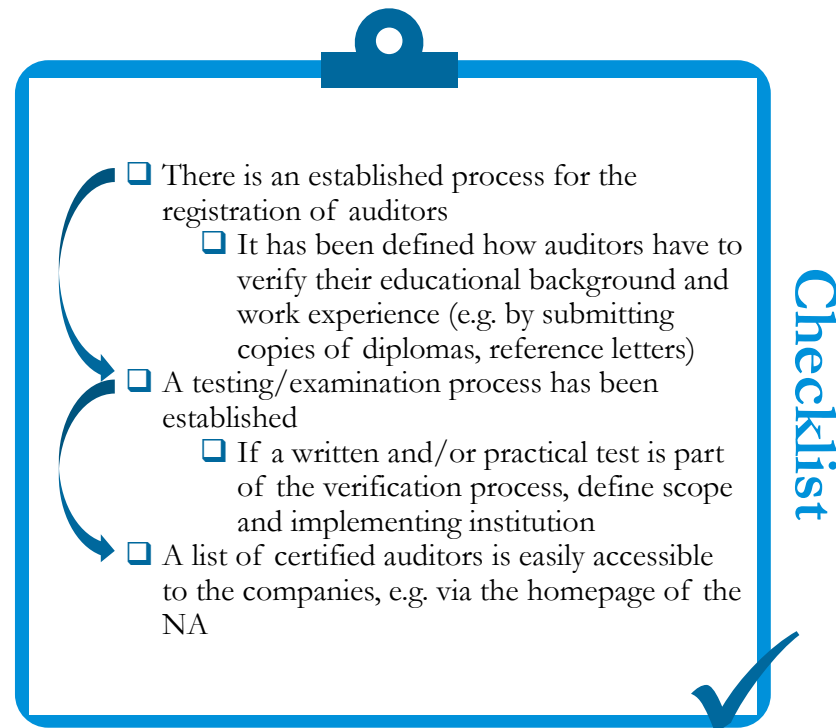 ❑ There is an established process for the
registration of auditors
❑ It has been defined how auditors have to
verify their educational background and
work experience (e.g. by submitting
copies of diplomas, reference letters)
❑ A testing/examination process has been
established
❑ If a written and/or practical test is part
of the verification process, define scope
and implementing institution
❑ A list of certified auditors is easily accessible
to the companies, e.g. via the homepage of the
NA
Checklist